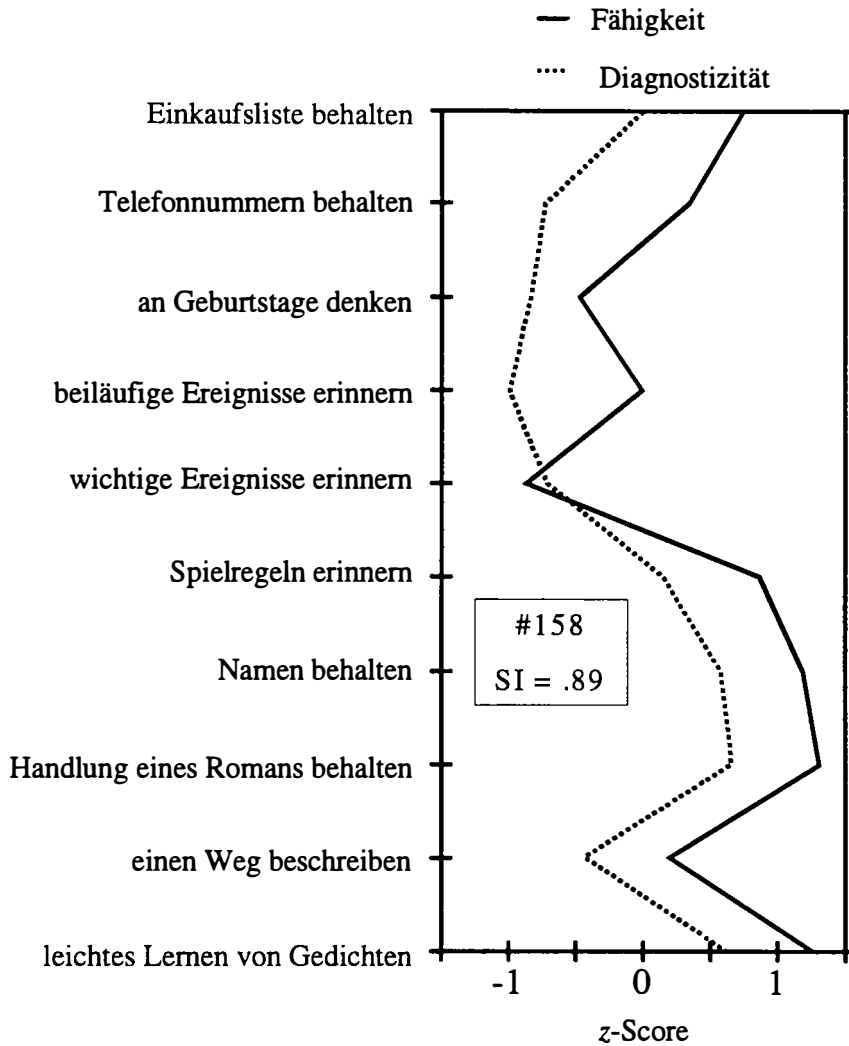 Fähigkeit
Diagnostizität
Einkaufsliste behalten
Telefonnummern behalten
an Geburtstage denken
beiläufige Ereignisse erinnern
wichtige Ereignisse erinnern
Spielregeln erinnern
#158
Namen behalten
SI = .89
Handlung eines Romans behalten
einen Weg beschreiben
leichtes Lernen von Gedichten
-1 0 1
z-Score